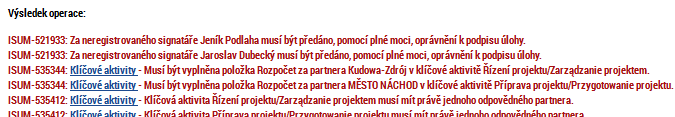 Výsledek operace:
ISUM-521933: Za neregistrovaného signatáře Jeník Podlaha musí být předáno, pomocí plné moci, oprávnění k podpisu úlohy.
ISUM-521933: Za neregistrovaného signatáře Jaroslav Dubecký musí být předáno, pomocí plné moci, oprávnění k podpisu úlohy.
ISUM-535344: Klíčové aktivity - Musí být vyplněna položka Rozpočet za partnera Kudowa-Zdrój v klíčové aktivitě Řízení projektu/Zarządzanie projektem.
ISUM-535344: Klíčové aktivity - Musí být vyplněna položka Rozpočet za partnera MĚSTO NÁCHOD v klíčové aktivitě Příprava projektu/Przygotowanie projektu.
ISUM-535412: Klíčové aktivity - Klíčová aktivita Řízení projektu/Zarządzanie projektem musí mít právě jednoho odpovědného partnera.
ISUM-535412: Klíčové aktivity - Klíčová aktivita Příprava projektu/Przygotowanie projektu musí mít právě jednoho odpovědného partnera.